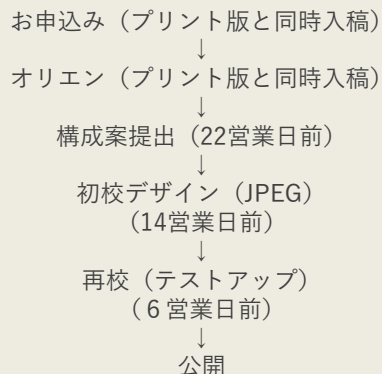 お申込み（プリント版と同時入稿）
↓
オリエン（プリント版と同時入稿）
↓
構成案提出（22営業日前）
↓
初校デザイン（JPEG）
（14営業日前）
↓
再校（テストアップ）
（６営業日前）
↓
公開